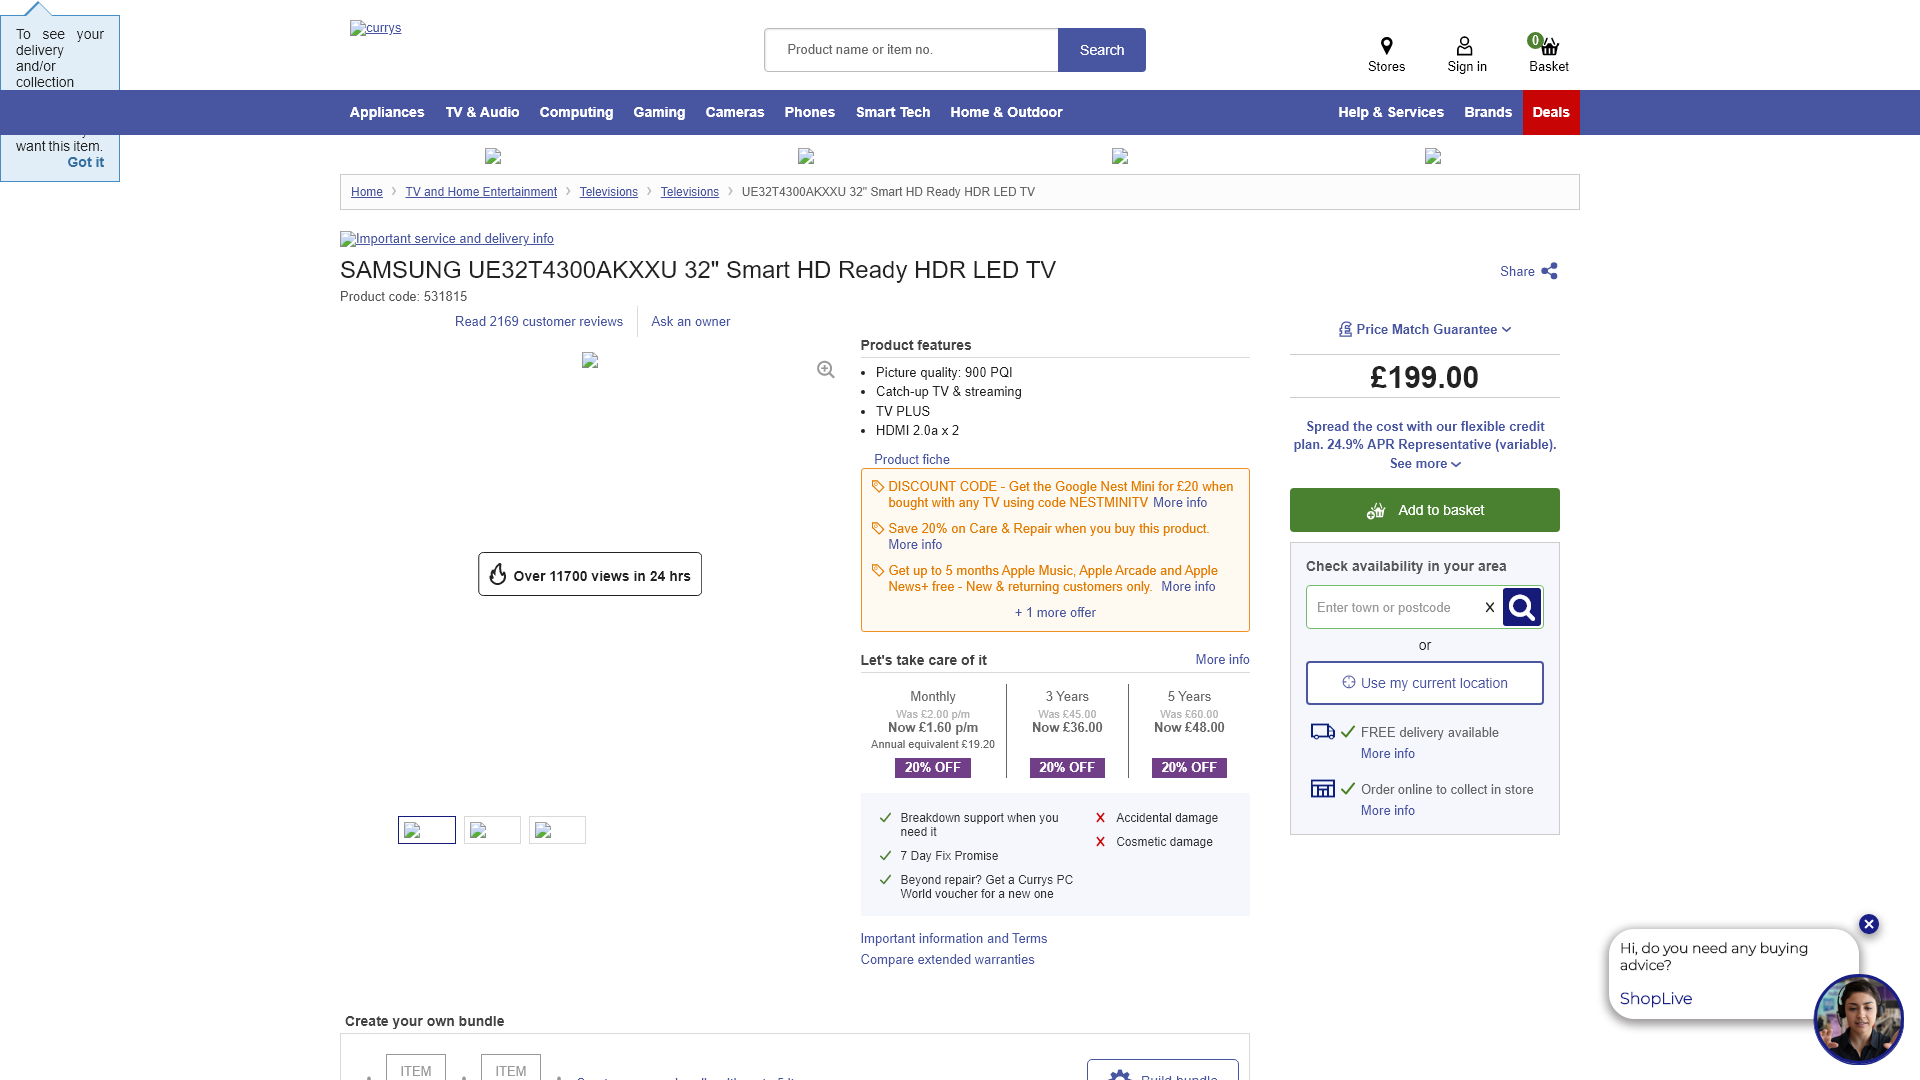 To see your
delivery
and/or
collection
want this item.
Got it
currys
Product name or item no.
Search
Stores
Sign in
0
Basket
Appliances
TV & Audio
Computing
Gaming
Cameras
Phones
Smart Tech
Home & Outdoor
Help & Services
Brands
Deals
Home
TV and Home Entertainment
Televisions
Televisions
UE32T4300AKXXU 32" Smart HD Ready HDR LED TV
Important service and delivery info
SAMSUNG UE32T4300AKXXU 32" Smart HD Ready HDR LED TV
Share
Product code: 531815
Read 2169 customer reviews
Ask an owner
Over 11700 views in 24 hrs
Product features
Picture quality: 900 PQI
Catch-up TV & streaming
TV PLUS
HDMI 2.0a x 2
Product fiche
DISCOUNT CODE - Get the Google Nest Mini for £20 when
bought with any TV using code NESTMINITV More info
Save 20% on Care & Repair when you buy this product.
More info
Get up to 5 months Apple Music, Apple Arcade and Apple
News+ free - New & returning customers only. More info
+ 1 more offer
Let's take care of it
More info
Monthly
Was £2.00 p/m
Now £1.60 p/m
Annual equivalent £19.20
20% OFF
3 Years
Was £45.00
Now £36.00
20% OFF
5 Years
Was £60.00
Now £48.00
20% OFF
Breakdown support when you
need it
7 Day Fix Promise
Beyond repair? Get a Currys PC
World voucher for a new one
Accidental damage
Cosmetic damage
Important information and Terms
Compare extended warranties
Price Match Guarantee
£199.00
Spread the cost with our flexible credit
plan. 24.9% APR Representative (variable).
See more
Add to basket
Check availability in your area
Enter town or postcode
X
or
Use my current location
FREE delivery available
More info
Order online to collect in store
More info
Hi, do you need any buying
advice?
ShopLive
Create your own bundle
ITEM
ITEM
Build bundle